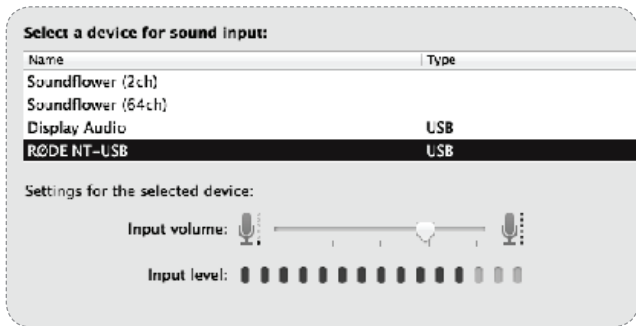 Select a device for sound input:
Name Type
Soundflower (2ch)
Soundflower (64ch)
Display Audio USB
RØDE NT-USB USB
Settings for the selected device:
Input volume:
Input level: